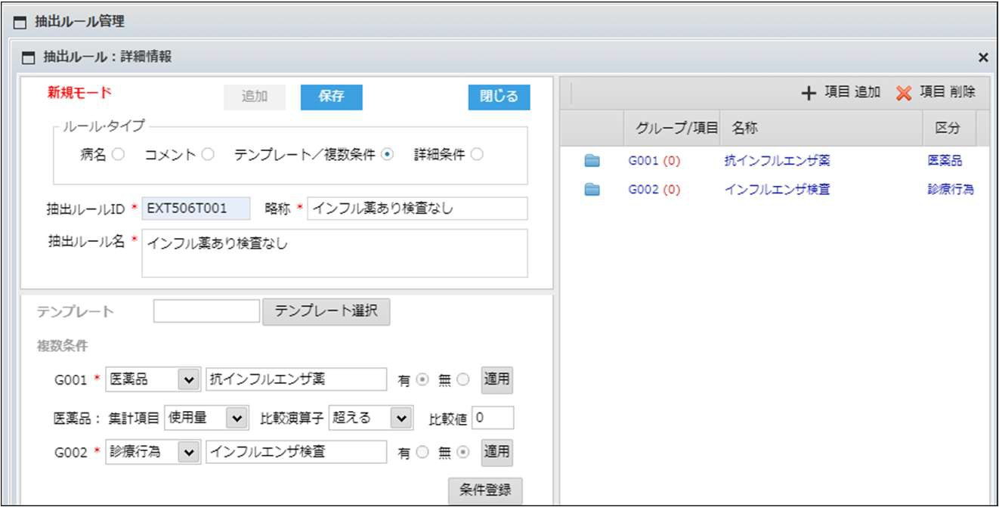 抽出ルール管理
抽出ルール：詳細情報
新規モード 追加 保存 閉じる
ルール・タイプ
病名 コメント テンプレート／複数条件 詳細条件
抽出ルールID * EXT506T001 略称 * インフル薬あり検査なし
抽出ルール名 * インフル薬あり検査なし
テンプレート テンプレート選択
複数条件
G001 * 医薬品 抗インフルエンザ薬 有 無 適用
医薬品： 集計項目 使用量 比較演算子 超える 比較値 0
G002 * 診療行為 インフルエンザ検査 有 無 適用
条件登録
項目 追加 項目 削除
グループ/項目 名称 区分
G001 (0) 抗インフルエンザ薬 医薬品
G002 (0) インフルエンザ検査 診療行為